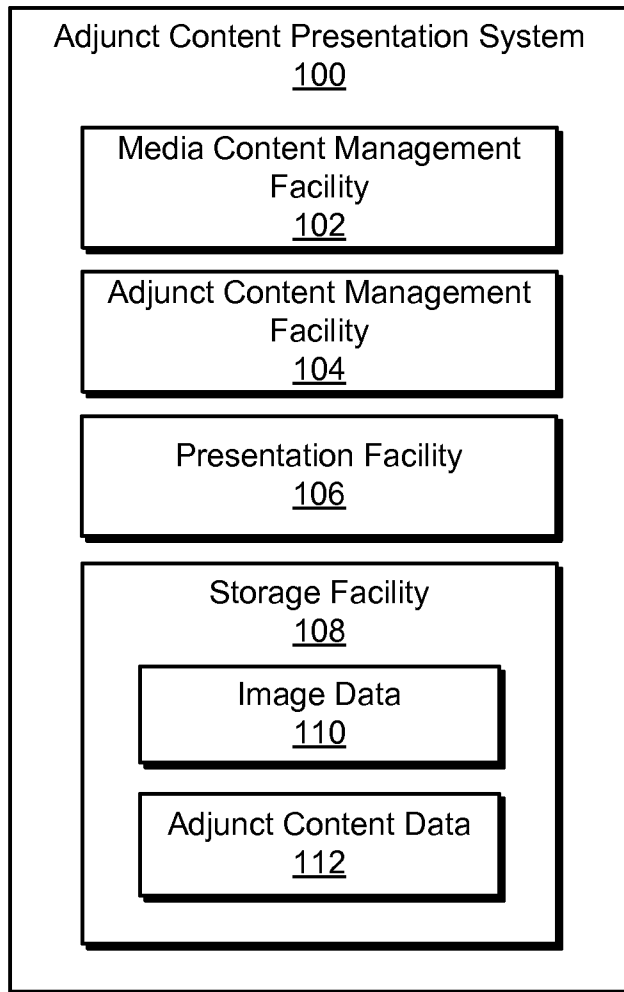 Adjunct Content Presentation System
100
Media Content Management
Facility
102
Adjunct Content Management
Facility
104
Presentation Facility
106
Storage Facility
108
Image Data
110
Adjunct Content Data
112